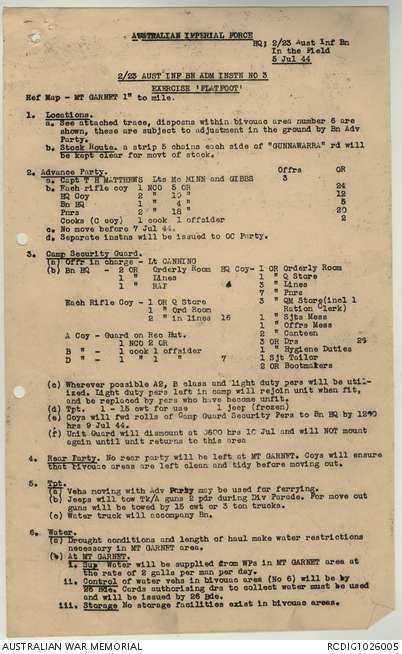 AUSTRALIAN IMPERIAL FORCE
HQ; 2/23 Aust Inf Bn
In the Field
5 Jul 44
2/23 AUST INF BN ADM INSTN NO 3
EXERCISE 'FLATFOOT'
Ref Map - MT GARNET 1" to mile.
1. Locations.
a. See attached trace, disposns within bivouac area number 6 are
shown, these are subject to adjustment in the ground by Bn Adv
Party.
b. Stock Route. a strip 5 chains each side of "GUNNAWARRA" rd will
be kept clear for movt of stock.
2. Advance Party. Offrs OR
a. Capt T H MATTHEWS Lts Mc MINN and GIBBS 3
b. Each rifle coy 1 NCO 5 OR 24
HQ Coy 2 " 10 " 12
Bn HQ 1 " 4 " 5
Pnrs 2 " 18 " 20
Cooks (C coy) 1 cook 1 offsider 2
c. No move before 7 Jul 44.
d. Separate instns will be issued to OC Party.
3. Camp Security Guard.
(a) Offr in charge - Lt CANNING
(b) Bn HQ - 2 OR Orderly Room HQ Coy - 1 OR Orderly Room
1 " Lines 1 " Q Store
1 " RAP 4 3 " Lines
7 " Pnrs
Each Rifle Coy - 1 OR Q Store 3 " QM Store(incl 1
1 " Ord Room Ration Clerk)
2 " in lines 16 1 " Sjts Mess
1 " Offrs Mess
A Coy - Guard on Rec Hut. 2 " Canteen
1 NCO 2 OR 3 OR DRs 25
B " - 1 cook 1 offsider 1 " Hygiene Duties
D " - 1 " 1 " 7 1 Sjt Tailor
2 OR Bootmakers
(c) Wherever possible A2, B class and light duty pers will be util-
ized. Light duty pers left in camp will rejoin unit when fit,
and be replaced by pers who have become unfit.
(d) Tpt. 1 - 15 cwt for use 1 jeep (frozen)
(e) Coys will fwd rolls of Camp Guard Security Pers to Bn HQ by 1200
hrs 9 Jul 44.
(f) Unit Guard will dismount at 0600 hrs 10 Jul and will NOT mount
again until unit returns to this area
4. Rear Party. No rear party will be left at MT GARNET. Coys will ensure
that bivouac areas are left clean and tidy before moving out.
5. Tpt.
(a) Vehs moving with Adv Party may be used for ferrying.
(b) Jeeps will tow Tk/A guns 2 pdr during Div Parade. For move out
guns will be towed by 15 cwt or 3 ton trucks.
(c) Water truck will accompany Bn.
6. Water.
(a) Drought conditions and length of haul make water restrictions
necessary in MT GARNET area.
(b) At MT GARNET.
i. Sup Water will be supplied from WPs in MT GARNET area at
the rate of 2 galls per man per day.
ii. Control of water vehs in bivouac area (No 6) will be by
26 Bde. Cards authorising drs to collect water must be used
and will be issued by 26 Bde.
iii. Storage No storage facilities exist in bivouac areas.
AUSTRALIAN WAR MEMORIAL
RCDIG1026005